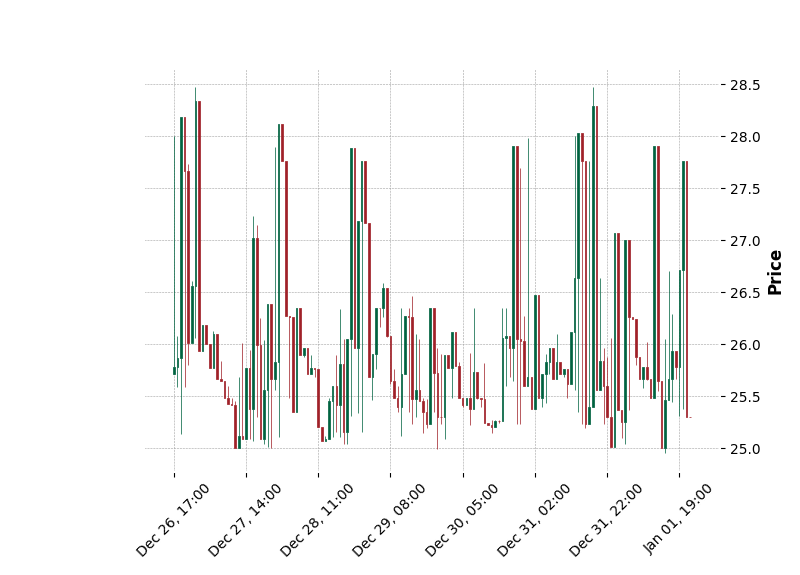 28.5
28.0
27.5
27.0
26.5
26.0
25.5
25.0
Price
Dec 26, 17:00
Dec 27, 14:00
Dec 28, 11:00
Dec 29, 08:00
Dec 30, 05:00
Dec 31, 02:00
Dec 31, 22:00
Jan 01, 19:00